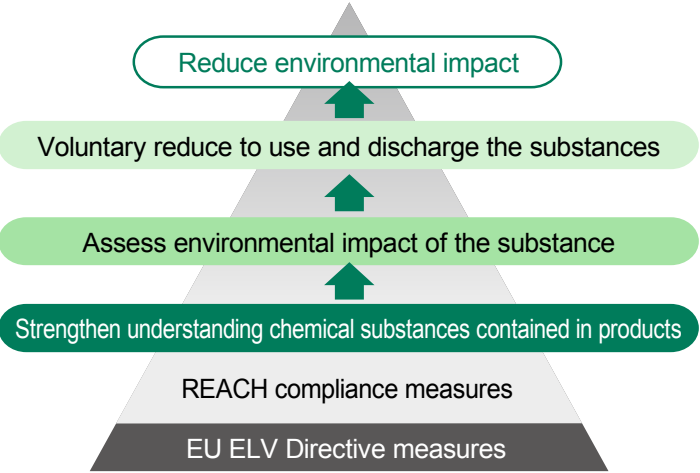 Reduce environmental impact
Voluntary reduce to use and discharge the substances
Assess environmental impact of the substance
Strengthen understanding chemical substances contained in products
REACH compliance measures
EU ELV Directive measures